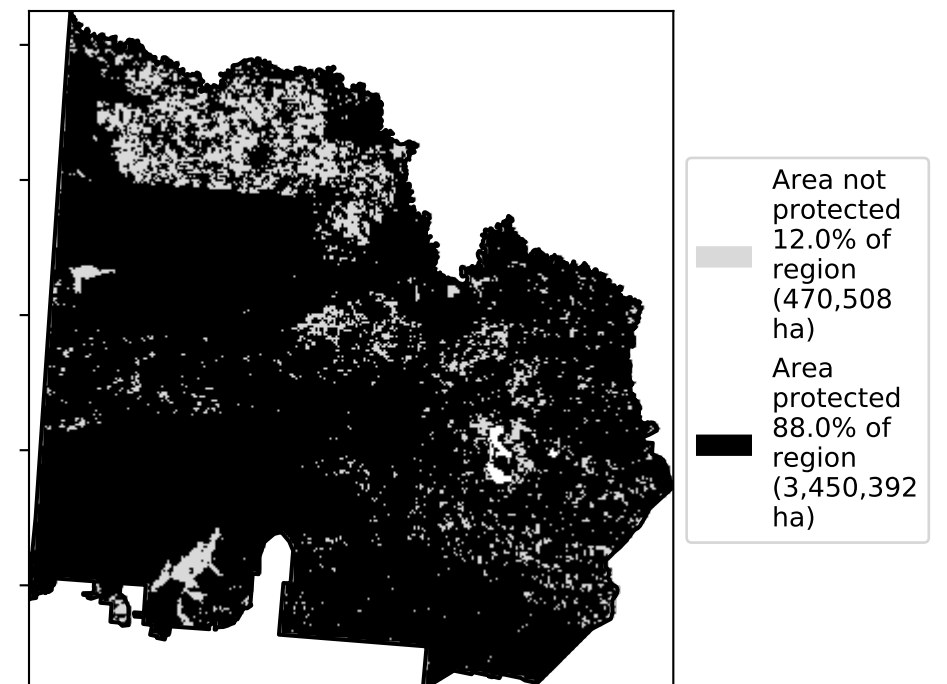 Area not
protected
12.0% of
region
(470,508
ha)
Area
protected
88.0% of
region
(3,450,392
ha)